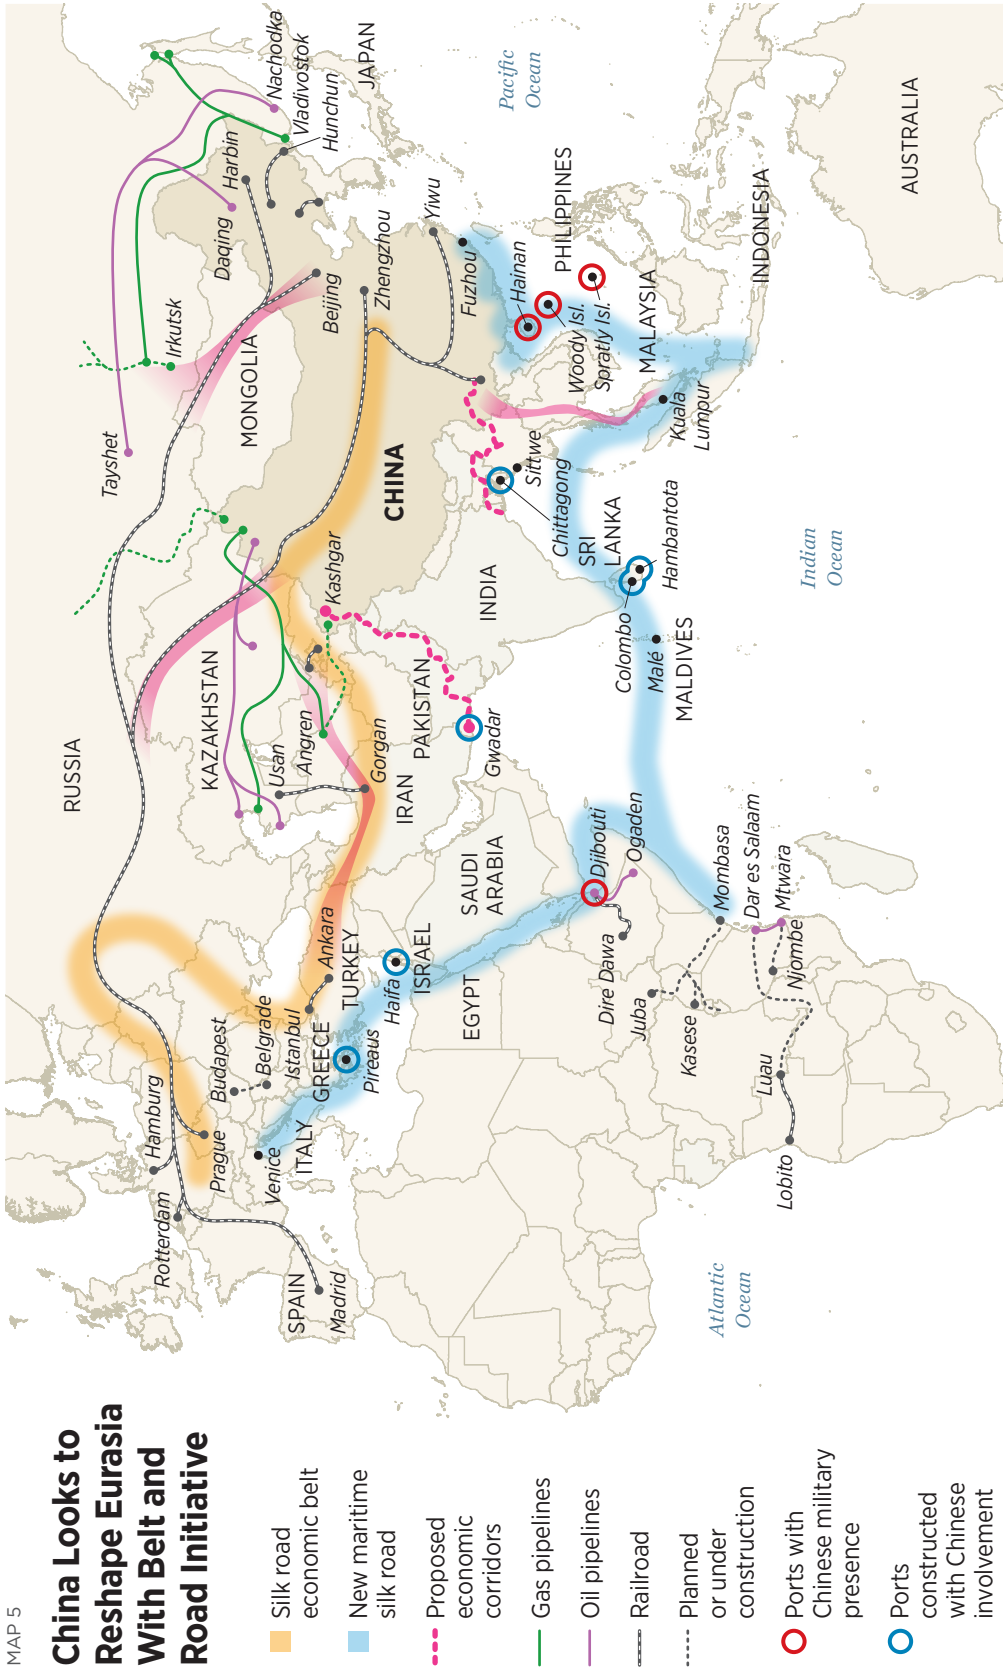 MAP 5
China Looks to
Reshape Eurasia
With Belt and
Road Initiative
Silk road
economic belt
New maritime
silk road
Proposed
economic
corridors
Gas pipelines
Oil pipelines
Railroad
Planned
or under
construction
Ports with
Chinese military
presence
Ports
constructed
with Chinese
involvement
RUSSIA
Tayshet
Irkutsk
MONGOLIA
Daqing
Harbin
Nachodka
Vladivostok
Hunchun
JAPAN
Beijing
Zhengzhou
Yiwu
Fuzhou
CHINA
KAZAKHSTAN
Kashgar
Usan
Angren
Gorgan
IRAN
PAKISTAN
Gwadar
INDIA
Rotterdam
Hamburg
Prague
Budapest
Belgrade
Istanbul
Ankara
TURKEY
GREECE
Pireaus
Venice
ITALY
SPAIN
Madrid
Haifa
ISRAEL
EGYPT
SAUDI
ARABIA
Djibouti
Ogaden
Dire Dawa
Juba
Kasese
Mombasa
Dar es Salaam
Mtwara
Njombe
Luau
Lobito
Atlantic
Ocean
Colombo
Malé
MALDIVES
SRI
LANKA
Hambantota
Chittagong
Sittwe
Indian
Ocean
Hainan
Woody Isl.
Spratly Isl.
PHILIPPINES
MALAYSIA
Kuala
Lumpur
INDONESIA
Pacific
Ocean
AUSTRALIA